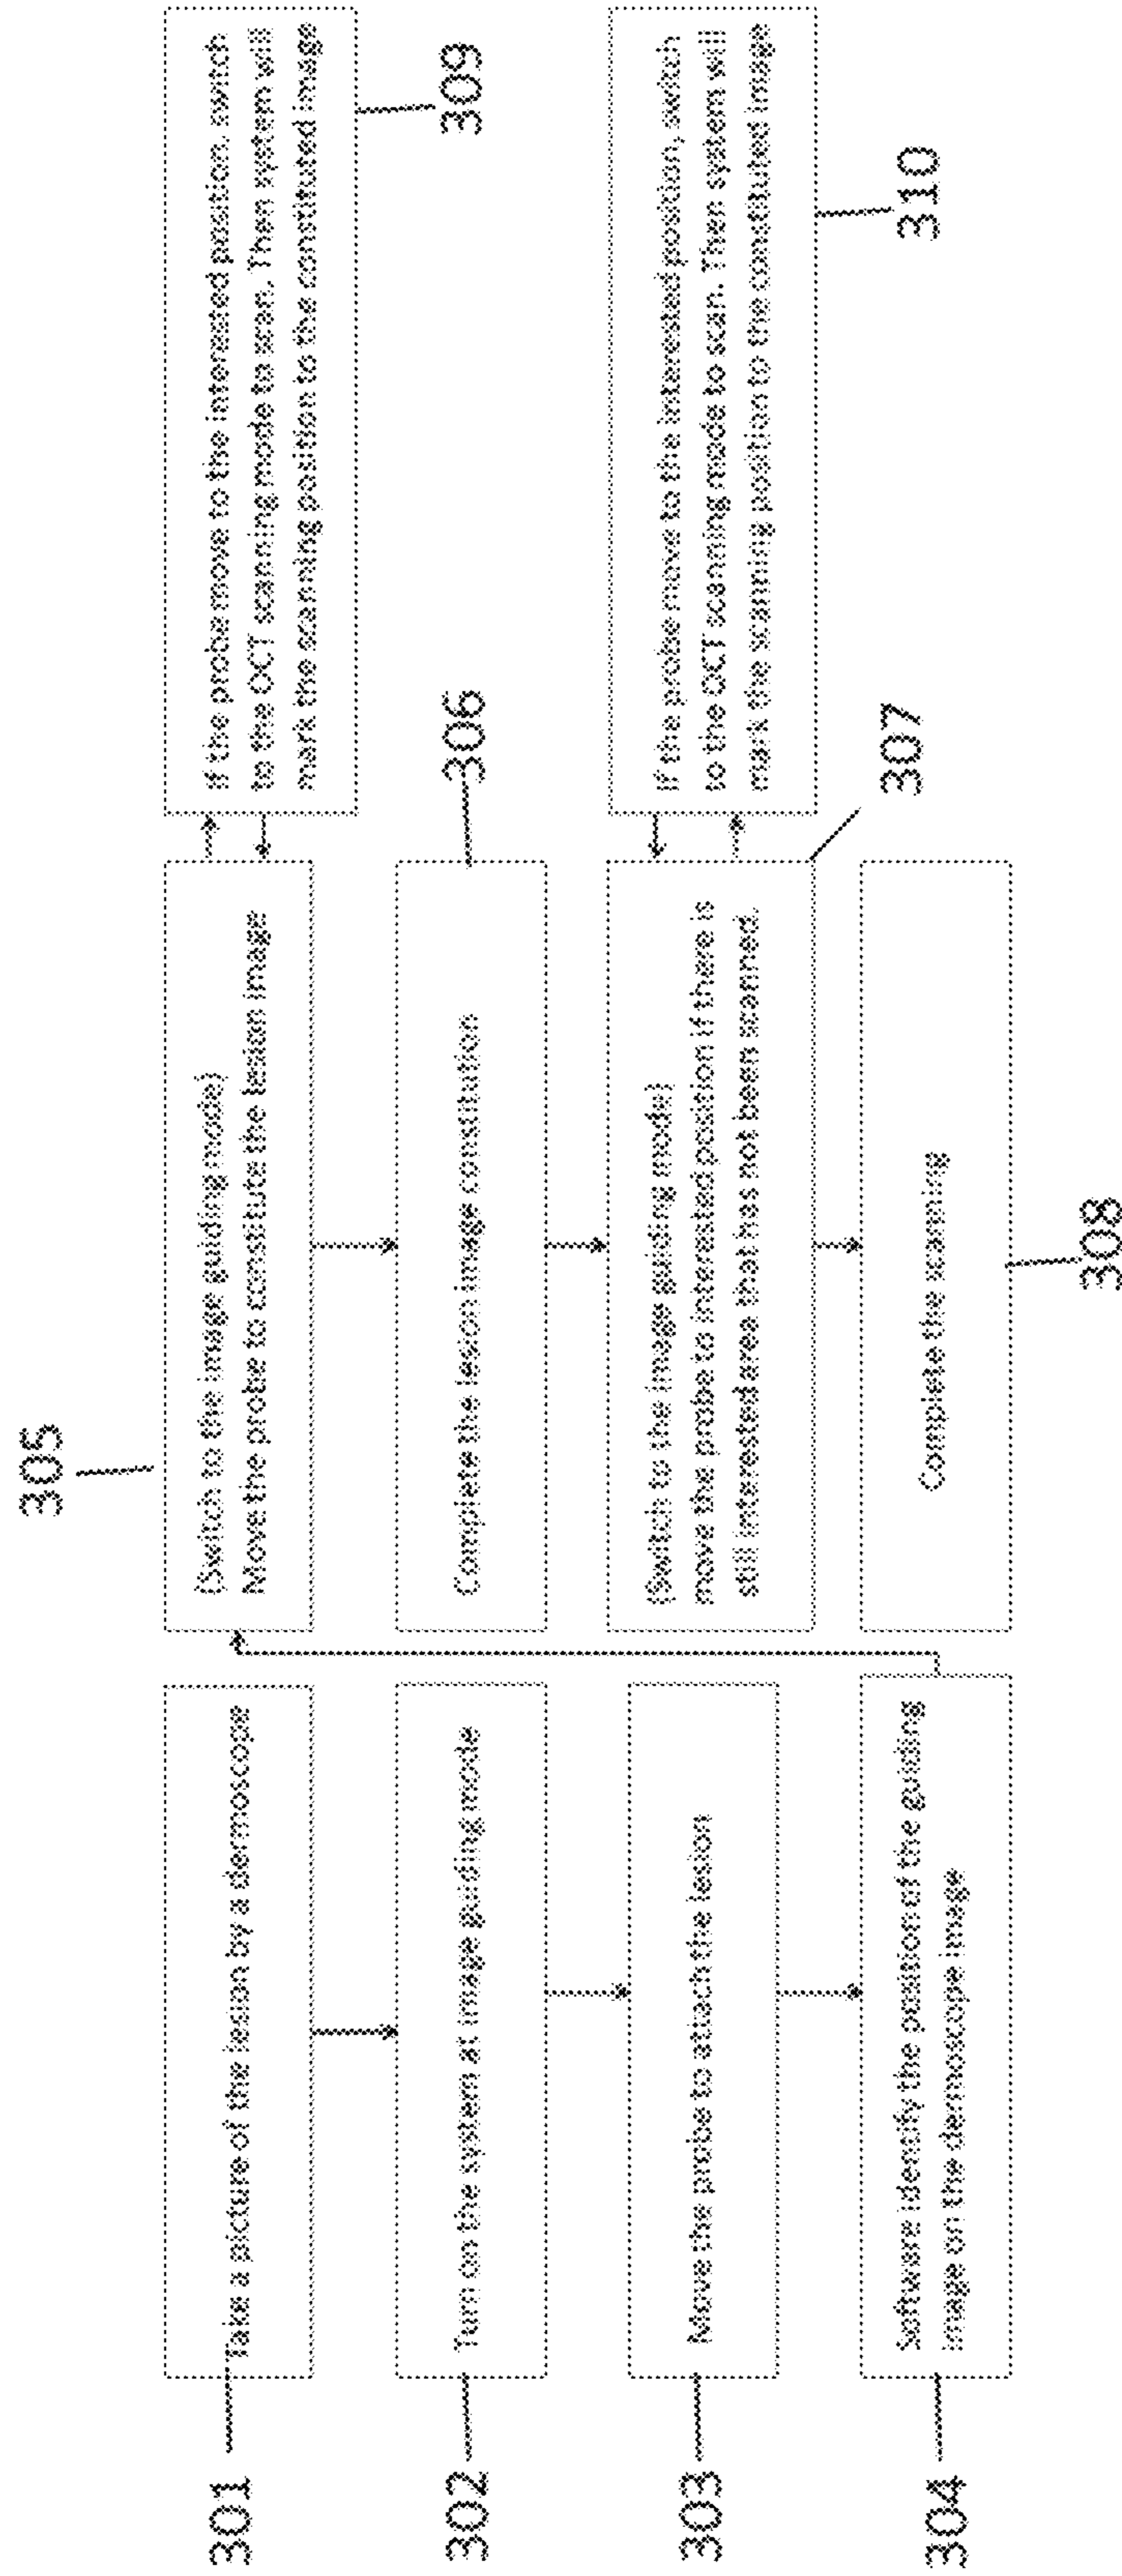 301
Take a picture of the lesion by a dermoscope
302
Turn on the system at image guiding mode
303
Move the probe to attach the lesion
304
Software identify the position of the guiding
image on the dermoscope image
305
(Switch to the image guiding mode)
Move the probe to constitute the lesion image
306
Complete the lesion image constitution
307
(Switch to the image guiding mode)
move the probe to interested position if there is
still interested area that has not been scanned.
308
Complete the scanning
309
If the probe move to the interested position, switch
to the OCT scanning mode to scan. Then system will
mark the scanning position to the constituted image
310
If the probe move to the interested position, switch
to the OCT scanning mode to scan. Then system will
mark the scanning position to the constituted image